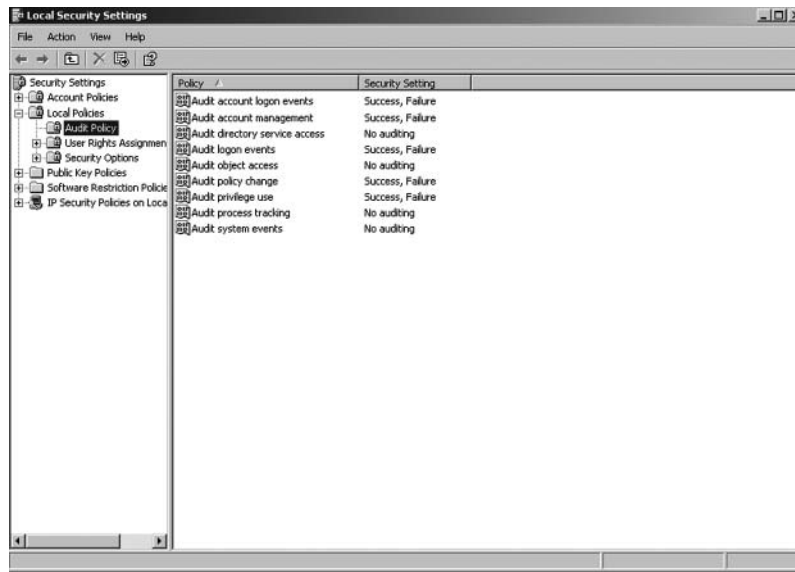 Local Security Settings
File Action View Help
Security Settings
Account Policies
Local Policies
Audit Policy
User Rights Assignmen
Security Options
Public Key Policies
Software Restriction Policie
IP Security Policies on Loca
Policy Security Setting
Audit account logon events Success, Failure
Audit account management Success, Failure
Audit directory service access No auditing
Audit logon events Success, Failure
Audit object access No auditing
Audit policy change Success, Failure
Audit privilege use Success, Failure
Audit process tracking No auditing
Audit system events No auditing